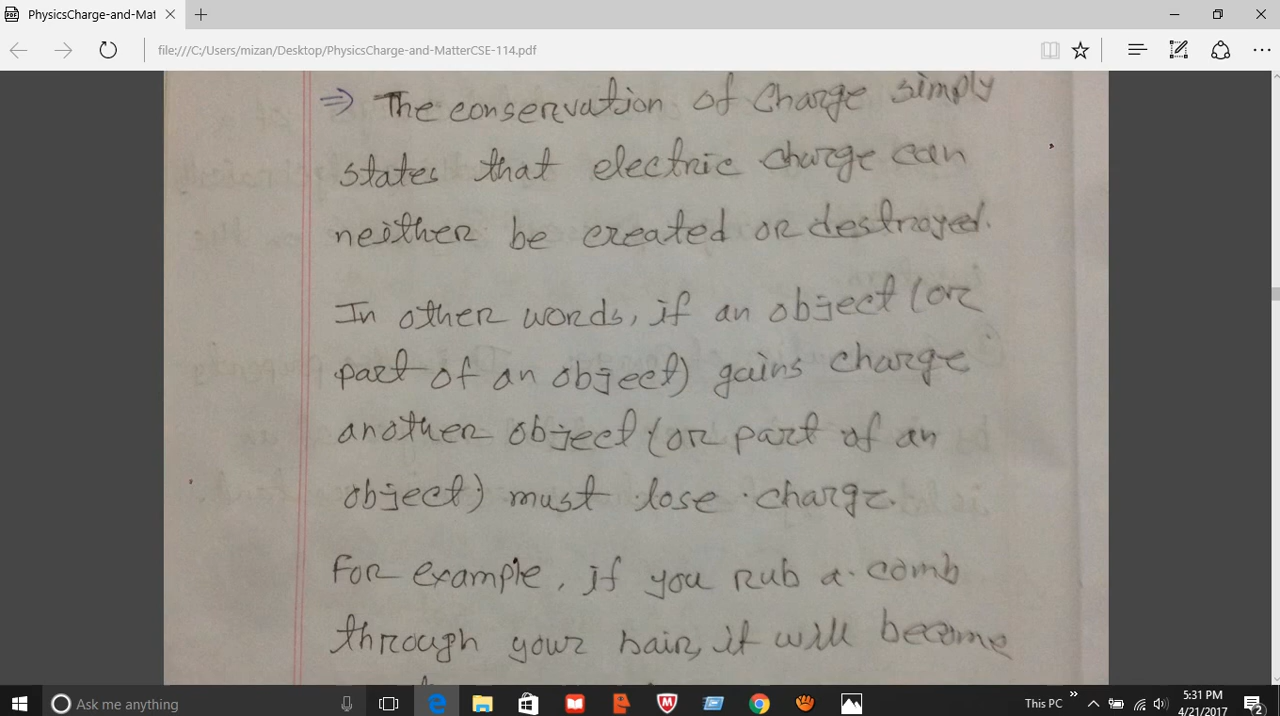 PhysicsCharge-and-Mat
file:///C:/Users/mizan/Desktop/PhysicsCharge-and-MatterCSE-114.pdf
⇒ The conservation of charge simply
states that electric charge can
neither be created or destroyed.
In other words, if an object (or
part of an object) gains charge
another object (or part of an
object) must lose charge.
For example, if you rub a comb
through your hair, it will become
Ask me anything
This PC
5:31 PM
4/21/2017
2